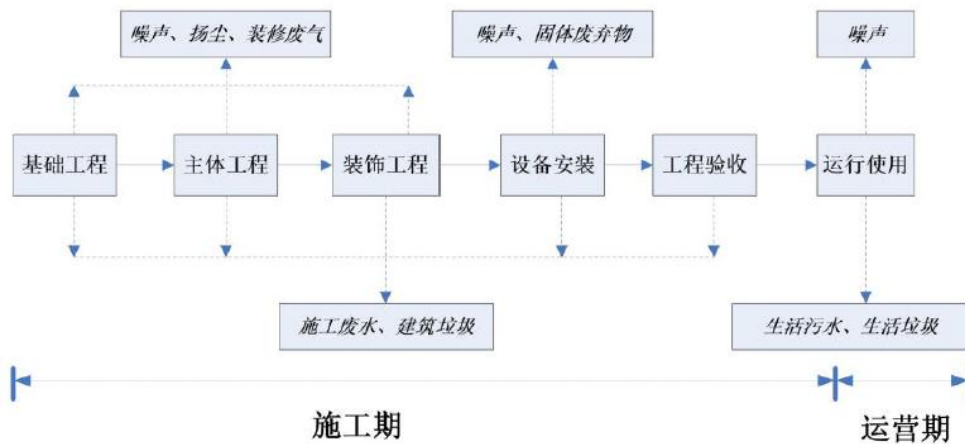 噪声、扬尘、装修废气
噪声、固体废弃物
噪声
基础工程
主体工程
装饰工程
设备安装
工程验收
运行使用
施工废水、建筑垃圾
生活污水、生活垃圾
施工期
运营期